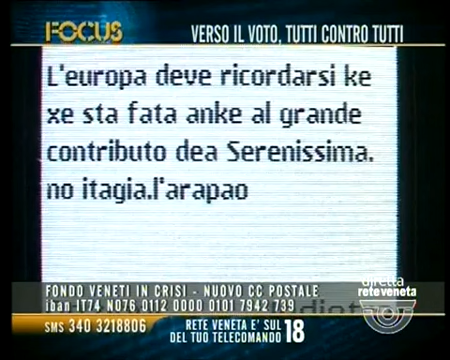 FOCUS
VERSO IL VOTO, TUTTI CONTRO TUTTI
L'europa deve ricordarsi ke
xe sta fata anke al grande
contributo dea Serenissima.
no itagia.l'arapao
FONDO VENETI IN CRISI - NUOVO CC POSTALE
iban IT74 N076 0112 0000 0101 7942 739
diretta
reteveneta
SMS 340 3218806
RETE VENETA E' SUL
DEL TUO TELECOMANDO 18